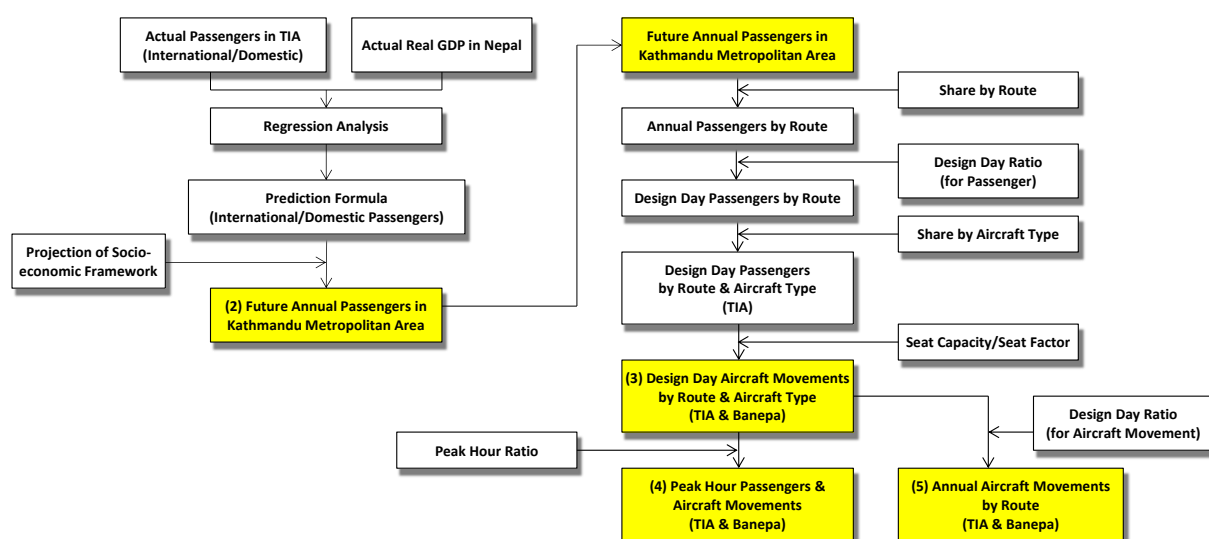 Actual Passengers in TIA
(International/Domestic)
Actual Real GDP in Nepal
Regression Analysis
Prediction Formula
(International/Domestic Passengers)
Projection of Socio-
economic Framework
(2) Future Annual Passengers in
Kathmandu Metropolitan Area
Future Annual Passengers in
Kathmandu Metropolitan Area
Share by Route
Annual Passengers by Route
Design Day Ratio
(for Passenger)
Design Day Passengers by Route
Share by Aircraft Type
Design Day Passengers
by Route & Aircraft Type
(TIA)
Seat Capacity/Seat Factor
(3) Design Day Aircraft Movements
by Route & Aircraft Type
(TIA & Banepa)
Design Day Ratio
(for Aircraft Movement)
Peak Hour Ratio
(4) Peak Hour Passengers &
Aircraft Movements
(TIA & Banepa)
(5) Annual Aircraft Movements
by Route
(TIA & Banepa)